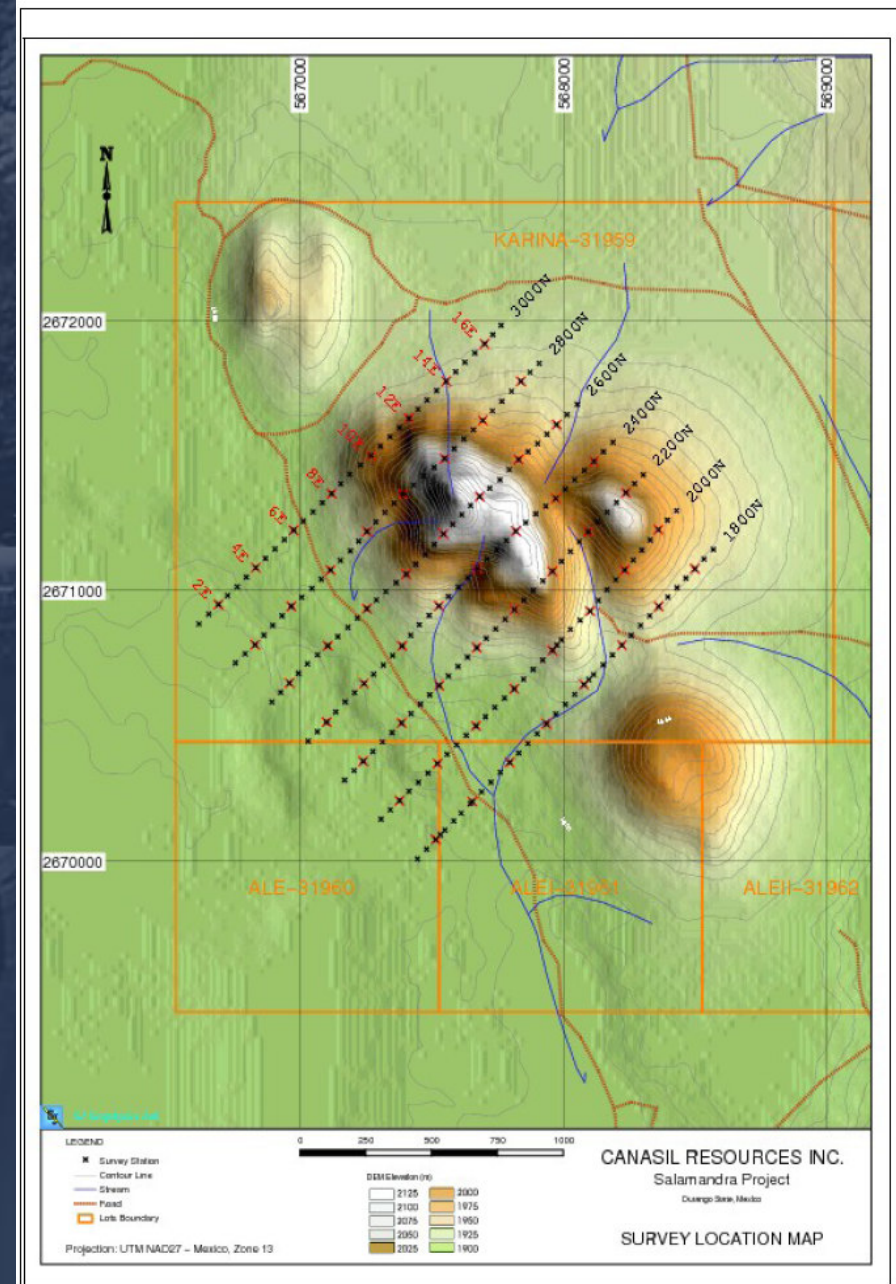 567000
568000
569000
N
KARINA-31959
2672000
3000N
2800N
2600N
2400N
2200N
2000N
1800N
16E
14E
12E
10E
8E
6E
4E
2E
2671000
2670000
ALE-31960
ALEI-31961
ALEII-31962
LEGEND
Survey Station
Contour Line
Stream
Road
Lots Boundary
Projection: UTM NAD27 - Mexico, Zone 13
0 250 500 750 1000
DEM Elevation (m)
2125 2000
2100 1975
2075 1950
2050 1925
2025 1900
CANASIL RESOURCES INC.
Salamandra Project
Durango State, Mexico
SURVEY LOCATION MAP